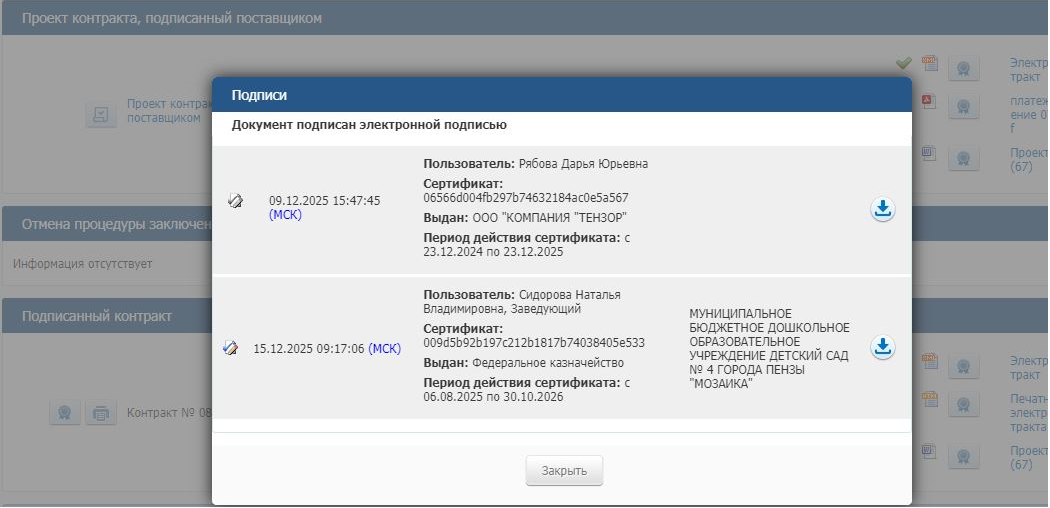 Проект контракта, подписанный поставщиком
Подписи
Документ подписан электронной подписью
Электр
тракт
Проект контрак
поставщиком
платеж
ение 0
f
Проект
(67)
09.12.2025 15:47:45
(МСК)
Пользователь: Рябова Дарья Юрьевна
Сертификат:
06566d004fb297b74632184ac0e5a567
Выдан: ООО "КОМПАНИЯ "ТЕНЗОР"
Период действия сертификата: с
23.12.2024 по 23.12.2025
Отмена процедуры заключен
Информация отсутствует
Подписанный контракт
15.12.2025 09:17:06 (МСК)
Пользователь: Сидорова Наталья
Владимировна, Заведующий
Сертификат:
009d5b92b197c212b1817b74038405e533
Выдан: Федеральное казначейство
Период действия сертификата: с
06.08.2025 по 30.10.2026
МУНИЦИПАЛЬНОЕ
БЮДЖЕТНОЕ ДОШКОЛЬНОЕ
ОБРАЗОВАТЕЛЬНОЕ
УЧРЕЖДЕНИЕ ДЕТСКИЙ САД
№ 4 ГОРОДА ПЕНЗЫ
"МОЗАИКА"
Контракт № 08
Электр
тракт
Печатн
электр
тракта
Проект
(67)
Закрыть